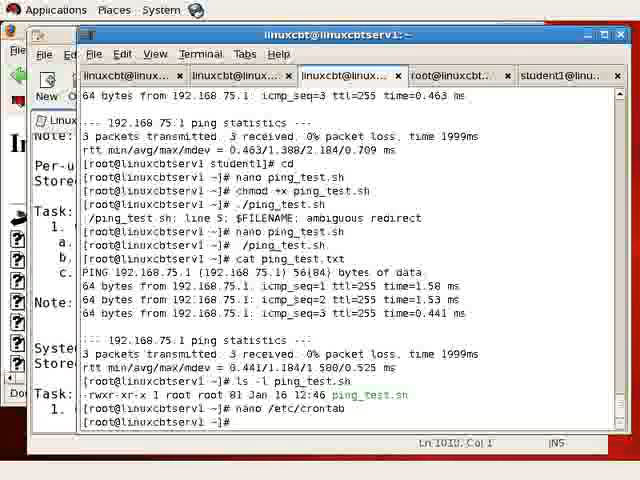 Applications Places System
linuxcbt@linuxcbtserv1:~
File Edit View Terminal Tabs Help
linuxcbt@linux... linuxcbt@linux... linuxcbt@linux... root@linuxcbt... student1@linu...
New
Linux
Note:
Per-u
Store
Task:
1.
a.
b.
c.
Note:
Syste
Store
Task:
1.
64 bytes from 192.168.75.1: icmp_seq=3 ttl=255 time=0.463 ms
--- 192.168.75.1 ping statistics ---
3 packets transmitted, 3 received, 0% packet loss, time 1999ms
rtt min/avg/max/mdev = 0.463/1.388/2.184/0.709 ms
[root@linuxcbtserv1 student1]# cd
[root@linuxcbtserv1 ~]# nano ping_test.sh
[root@linuxcbtserv1 ~]# chmod +x ping_test.sh
[root@linuxcbtserv1 ~]# ./ping_test.sh
./ping_test.sh: line 5: $FILENAME: ambiguous redirect
[root@linuxcbtserv1 ~]# nano ping_test.sh
[root@linuxcbtserv1 ~]# ./ping_test.sh
[root@linuxcbtserv1 ~]# cat ping_test.txt
PING 192.168.75.1 (192.168.75.1) 56(84) bytes of data.
64 bytes from 192.168.75.1: icmp_seq=1 ttl=255 time=1.58 ms
64 bytes from 192.168.75.1: icmp_seq=2 ttl=255 time=1.53 ms
64 bytes from 192.168.75.1: icmp_seq=3 ttl=255 time=0.441 ms
--- 192.168.75.1 ping statistics ---
3 packets transmitted, 3 received, 0% packet loss, time 1999ms
rtt min/avg/max/mdev = 0.441/1.184/1.580/0.525 ms
[root@linuxcbtserv1 ~]# ls -l ping_test.sh
-rwxr-xr-x 1 root root 81 Jan 16 12:46 ping_test.sh
[root@linuxcbtserv1 ~]# nano /etc/crontab
[root@linuxcbtserv1 ~]#
Ln 1010, Col 1 INS